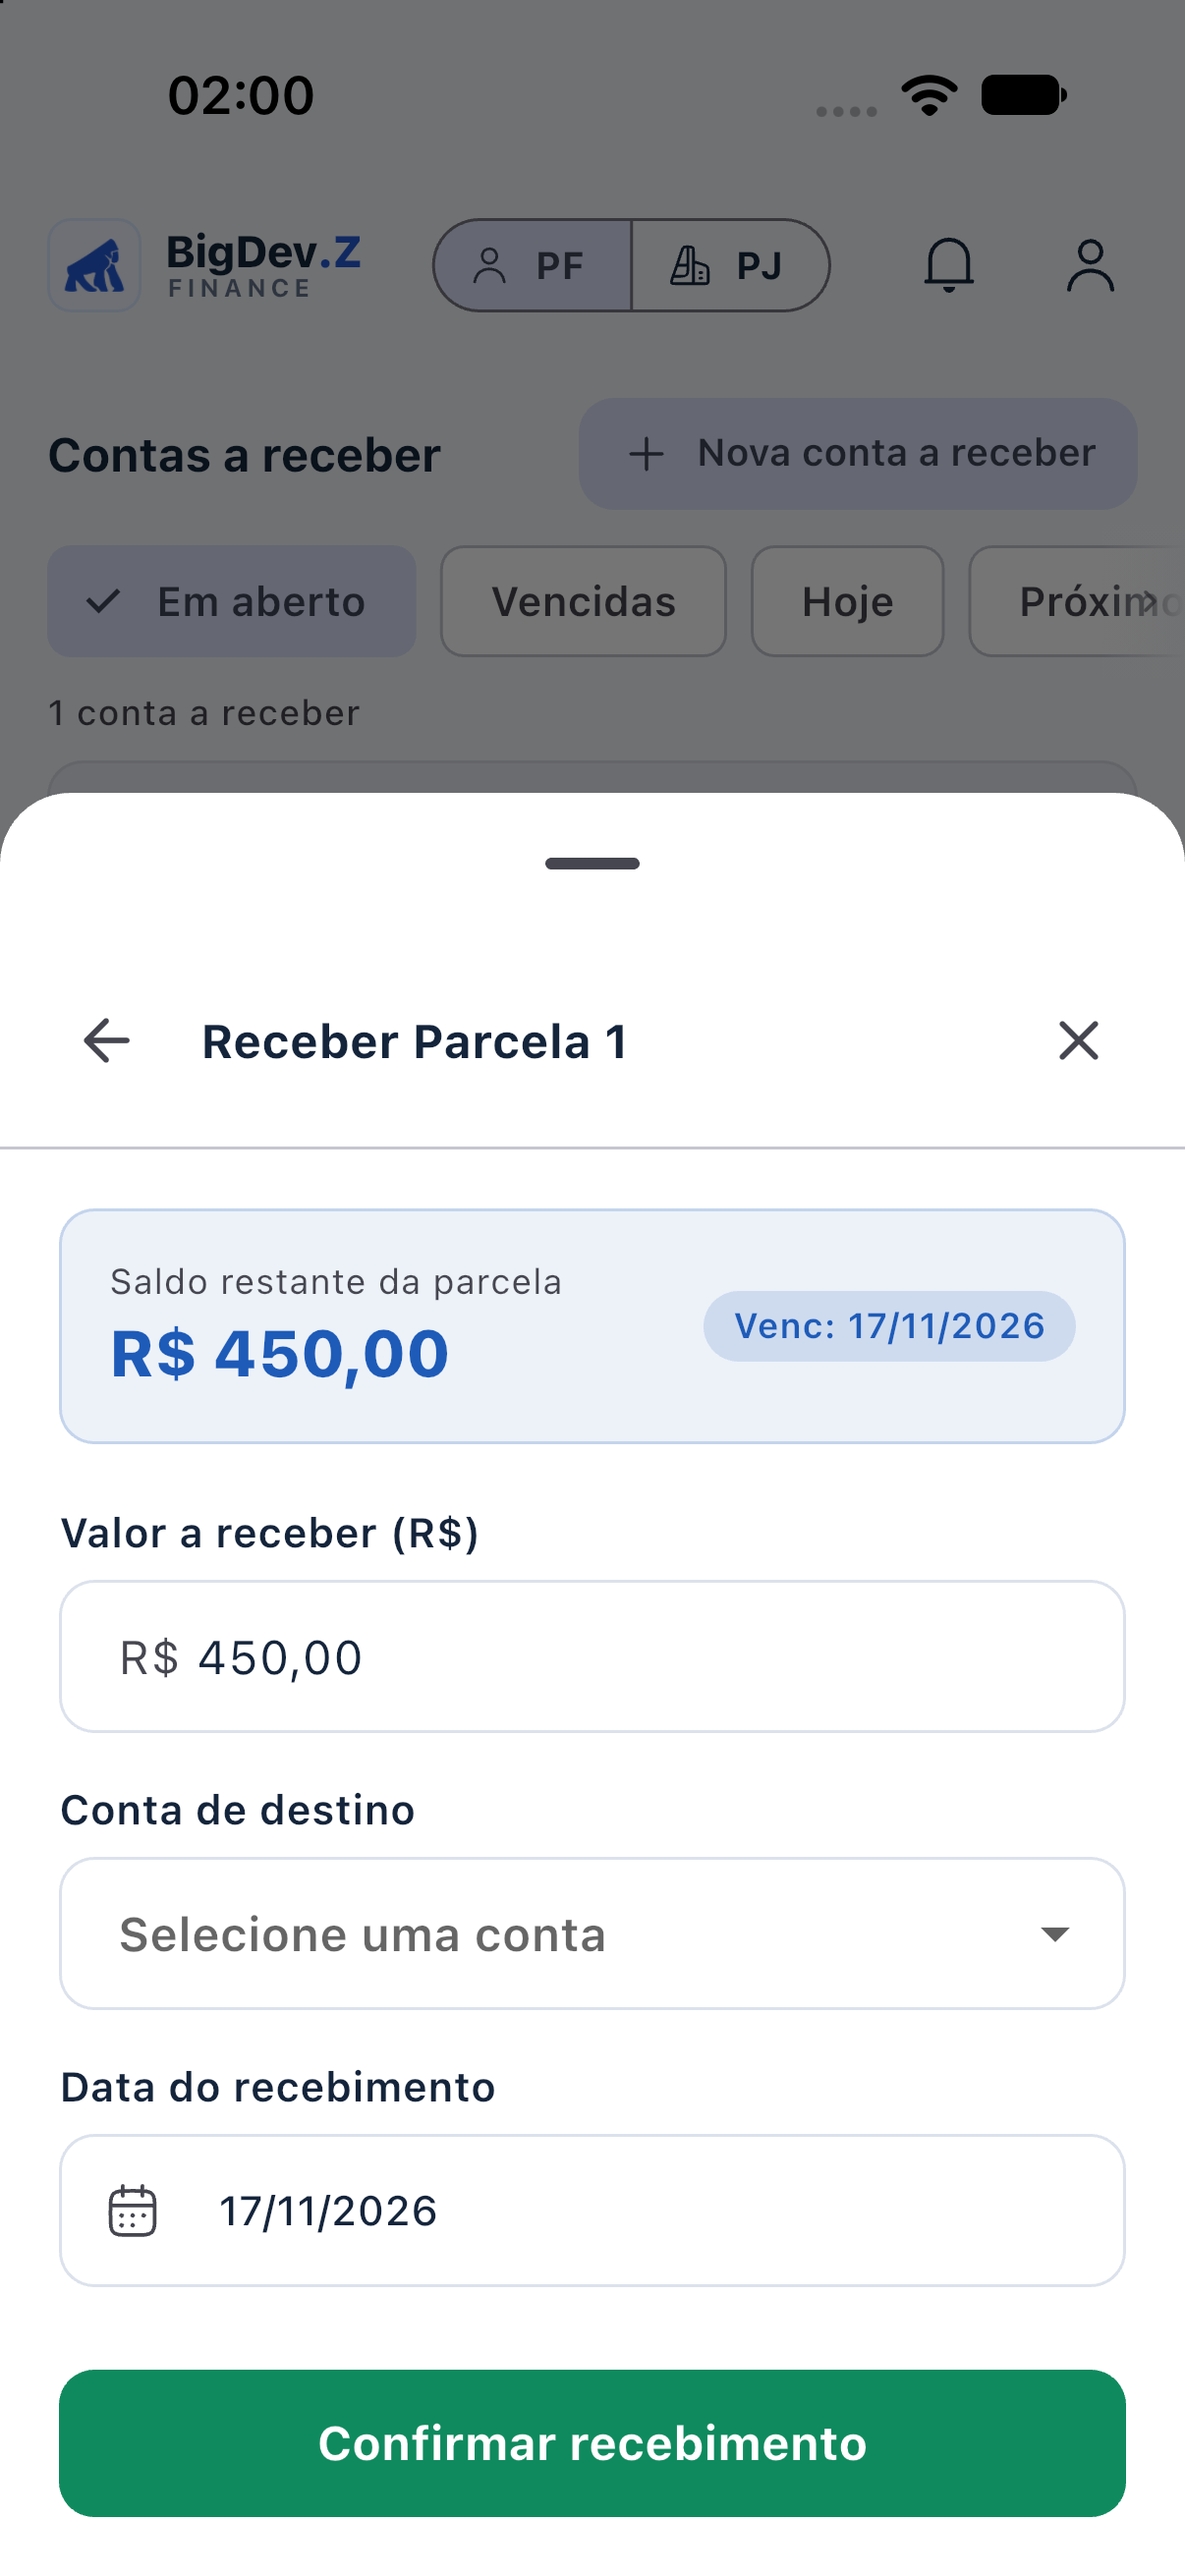 02:00
BigDev.Z
FINANCE
PF
PJ
Contas a receber
Nova conta a receber
Em aberto
Vencidas
Hoje
Próximo
1 conta a receber
Receber Parcela 1
Saldo restante da parcela
R$ 450,00
Venc: 17/11/2026
Valor a receber (R$)
R$ 450,00
Conta de destino
Selecione uma conta
Data do recebimento
17/11/2026
Confirmar recebimento